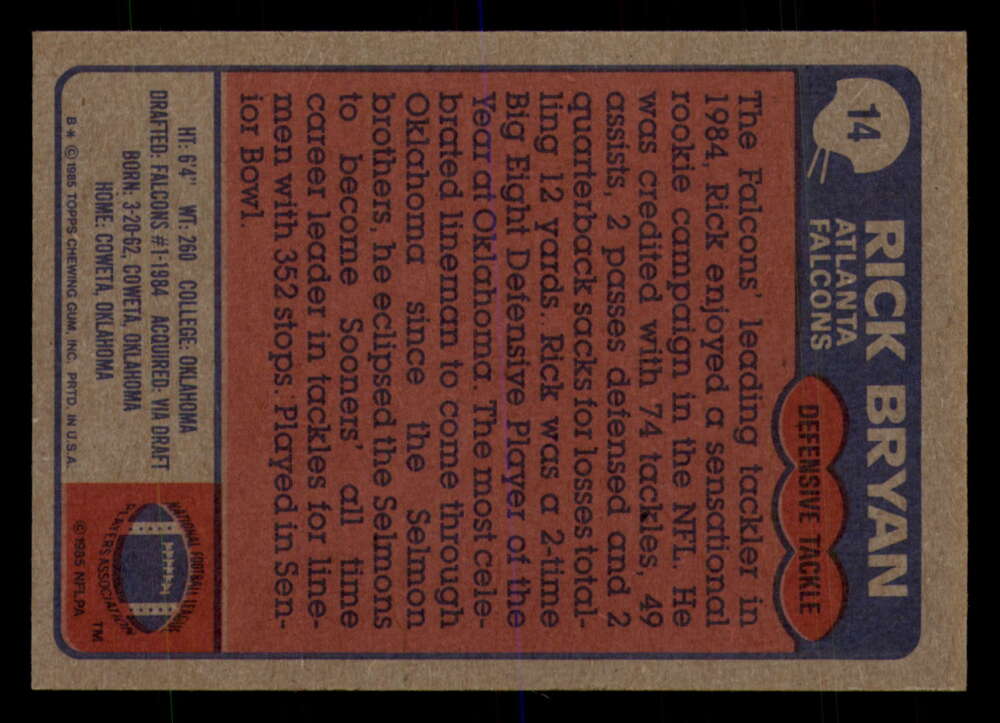 14
RICK BRYAN
ATLANTA
FALCONS
DEFENSIVE TACKLE
The Falcons' leading tackler in
1984, Rick enjoyed a sensational
rookie campaign in the NFL. He
was credited with 74 tackles, 49
assists, 2 passes defensed and 2
quarterback sacks for losses total-
ling 12 yards. Rick was a 2-time
Big Eight Defensive Player of the
Year at Oklahoma. The most cele-
brated lineman to come through
Oklahoma since the Selmon
brothers, he eclipsed the Selmons
to become Sooners' all time
career leader in tackles for line-
men with 352 stops. Played in Sen-
ior Bowl.
HT: 6'4" WT: 260 COLLEGE: OKLAHOMA
DRAFTED: FALCONS #1-1984 ACQUIRED: VIA DRAFT
BORN: 3-20-62, COWETA, OKLAHOMA
HOME: COWETA, OKLAHOMA
B* © 1985 TOPPS CHEWING GUM, INC. PRTD. IN U.S.A.
NATIONAL FOOTBALL LEAGUE
PLAYERS ASSOCIATION
TM
© 1985 NFLPA